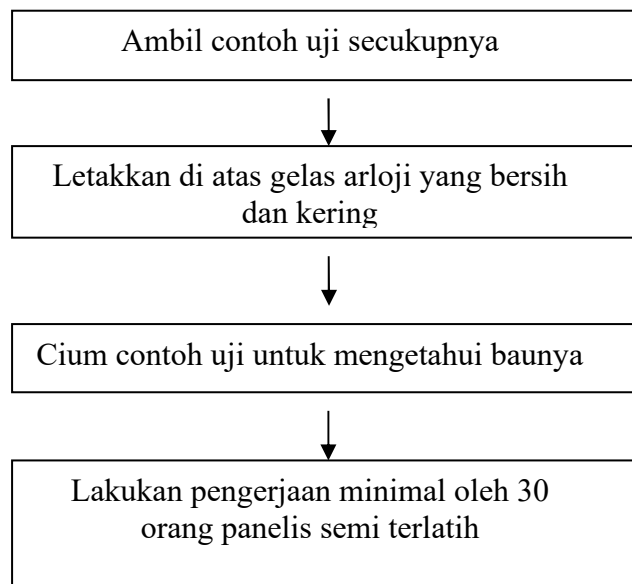 Ambil contoh uji secukupnya
Letakkan di atas gelas arloji yang bersih
dan kering
Cium contoh uji untuk mengetahui baunya
Lakukan pengerjaan minimal oleh 30
orang panelis semi terlatih